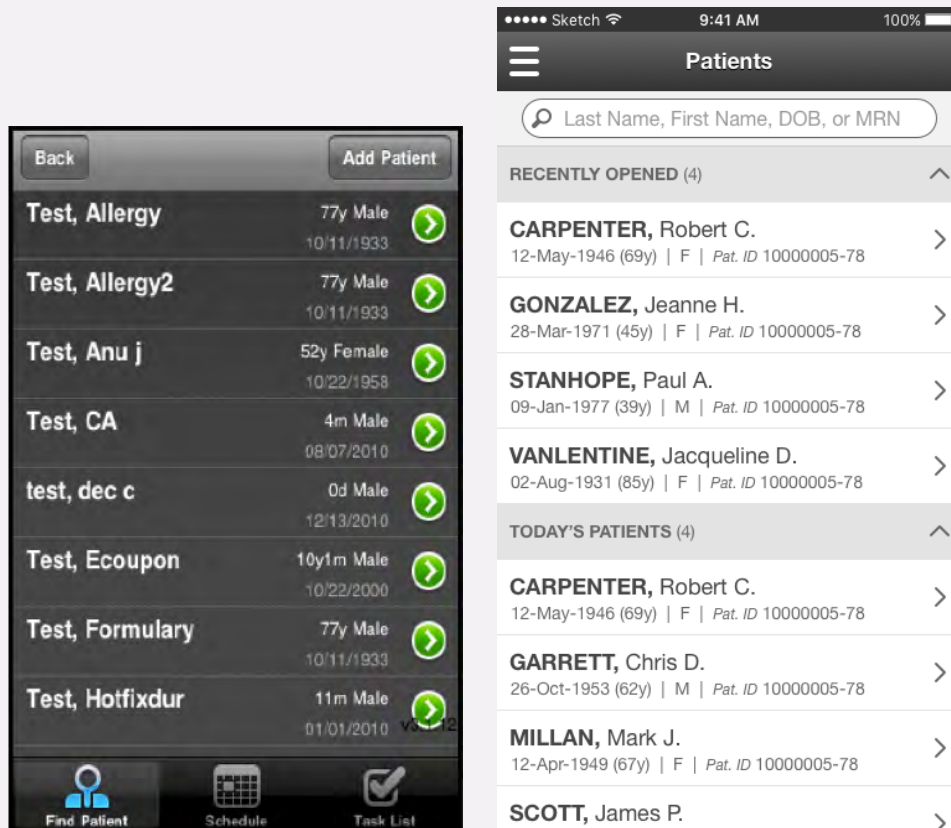 Back Add Patient
Test, Allergy 77y Male
10/11/1933
Test, Allergy2 77y Male
10/11/1933
Test, Anu j 52y Female
10/22/1958
Test, CA 4m Male
08/07/2010
test, dec c 0d Male
12/13/2010
Test, Ecoupon 10y1m Male
10/22/2000
Test, Formulary 77y Male
10/11/1933
Test, Hotfixdur 11m Male
01/01/2010 v3.1.12
Find Patient Schedule Task List
Sketch 9:41 AM 100%
Patients
Last Name, First Name, DOB, or MRN
RECENTLY OPENED (4)
CARPENTER, Robert C.
12-May-1946 (69y) | F | Pat. ID 10000005-78
GONZALEZ, Jeanne H.
28-Mar-1971 (45y) | F | Pat. ID 10000005-78
STANHOPE, Paul A.
09-Jan-1977 (39y) | M | Pat. ID 10000005-78
VANLENTINE, Jacqueline D.
02-Aug-1931 (85y) | F | Pat. ID 10000005-78
TODAY'S PATIENTS (4)
CARPENTER, Robert C.
12-May-1946 (69y) | F | Pat. ID 10000005-78
GARRETT, Chris D.
26-Oct-1953 (62y) | M | Pat. ID 10000005-78
MILLAN, Mark J.
12-Apr-1949 (67y) | F | Pat. ID 10000005-78
SCOTT, James P.